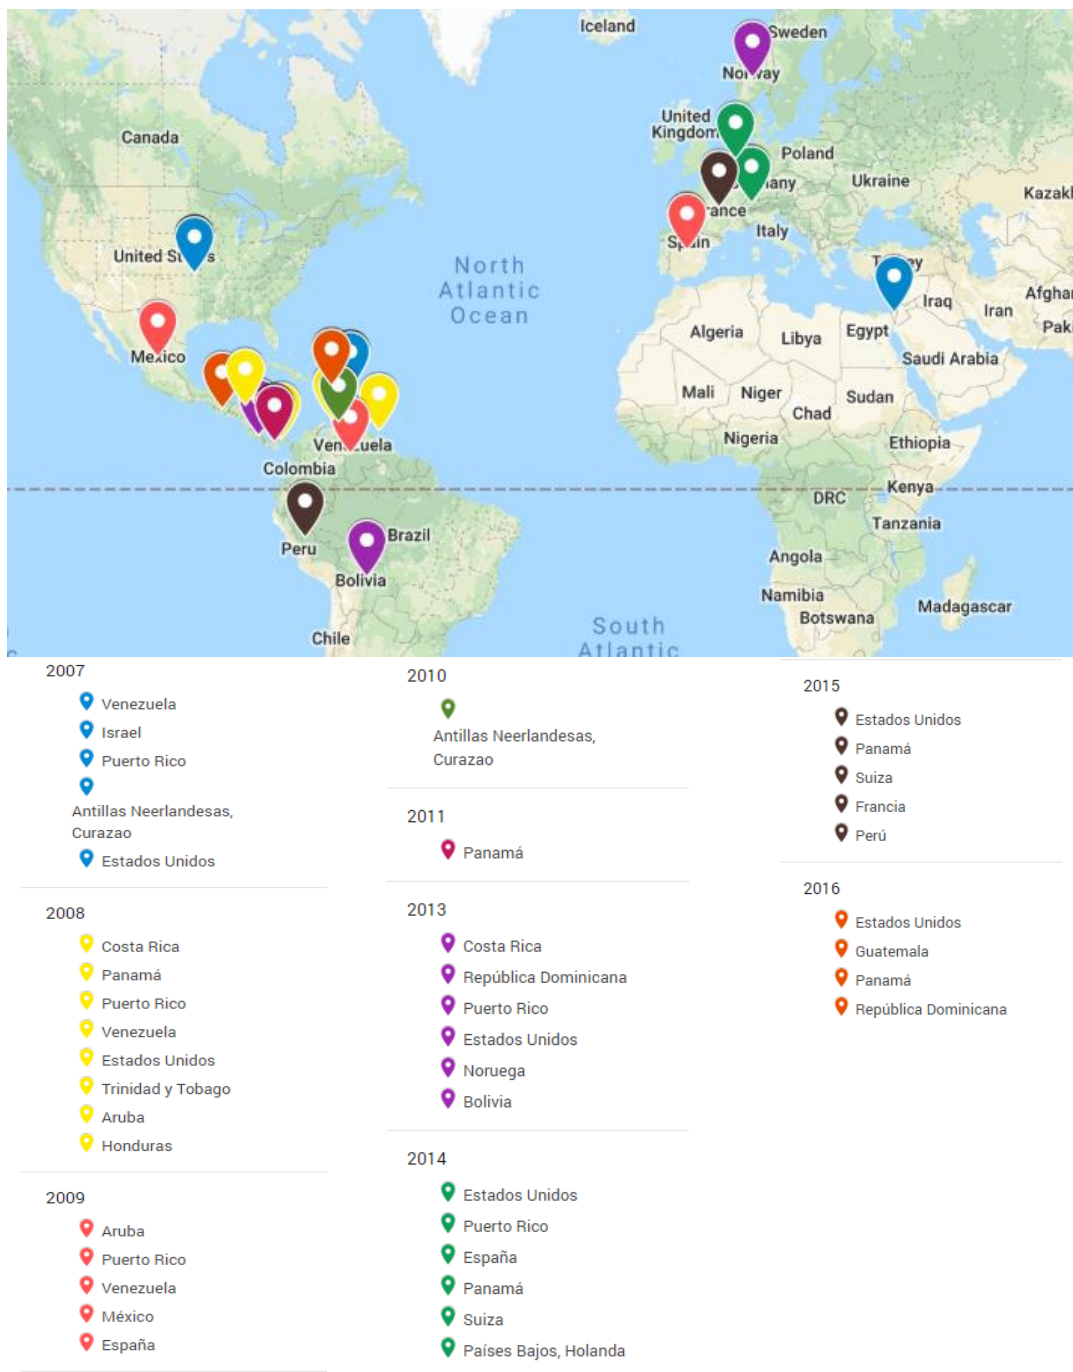 Iceland
Sweden
Norway
Canada
United
Kingdom
Poland
Germany
Ukraine
Kazakh
France
Italy
United States
Spain
Turkey
North
Atlantic
Ocean
Iraq
Iran
Afghan
Paki
Algeria
Libya
Egypt
Mexico
Saudi Arabia
Mali
Niger
Chad
Sudan
Nigeria
Ethiopia
Venezuela
Colombia
DRC
Kenya
Tanzania
Brazil
Peru
Angola
Bolivia
Namibia
Botswana
Madagascar
Chile
South
Atlantic
2007
Venezuela
Israel
Puerto Rico
Antillas Neerlandesas,
Curazao
Estados Unidos
2008
Costa Rica
Panamá
Puerto Rico
Venezuela
Estados Unidos
Trinidad y Tobago
Aruba
Honduras
2009
Aruba
Puerto Rico
Venezuela
México
España
2010
Antillas Neerlandesas,
Curazao
2011
Panamá
2013
Costa Rica
República Dominicana
Puerto Rico
Estados Unidos
Noruega
Bolivia
2014
Estados Unidos
Puerto Rico
España
Panamá
Suiza
Países Bajos, Holanda
2015
Estados Unidos
Panamá
Suiza
Francia
Perú
2016
Estados Unidos
Guatemala
Panamá
República Dominicana